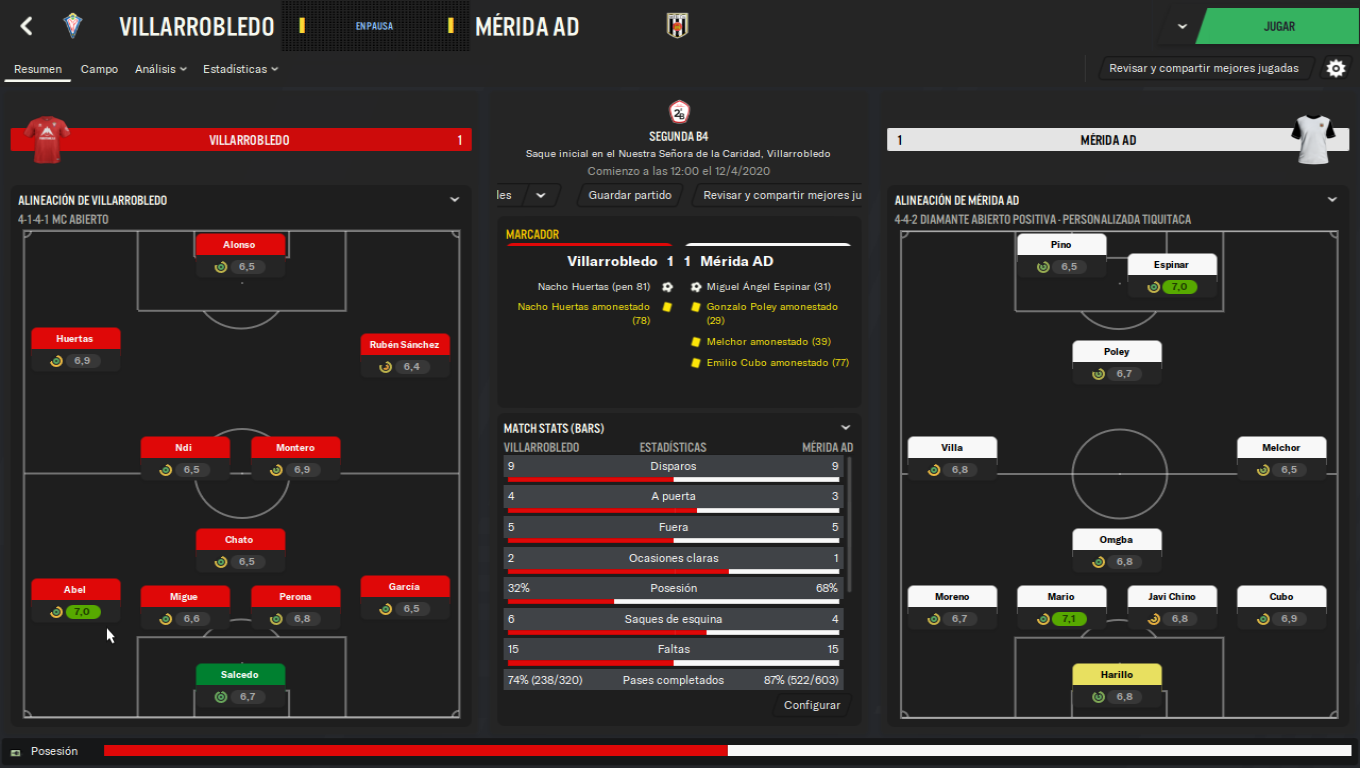 VILLARROBLEDO
EN PAUSA
MÉRIDA AD
JUGAR
Resumen Campo Análisis Estadísticas
Revisar y compartir mejores jugadas
VILLARROBLEDO 1
ALINEACIÓN DE VILLARROBLEDO
4-1-4-1 MC ABIERTO
Alonso
6,5
Huertas
6,9
Rubén Sánchez
6,4
Ndi
6,5
Montero
6,9
Chato
6,5
Abel
7,0
Migue
6,6
Perona
6,8
García
6,5
Salcedo
6,7
2ªB
SEGUNDA B4
Saque inicial en el Nuestra Señora de la Caridad, Villarrobledo
Comienzo a las 12:00 el 12/4/2020
les
Guardar partido
Revisar y compartir mejores ju
MARCADOR
Villarrobledo 1 1 Mérida AD
Nacho Huertas (pen 81)
Nacho Huertas amonestado
(78)
Miguel Ángel Espinar (31)
Gonzalo Poley amonestado
(29)
Melchor amonestado (39)
Emilio Cubo amonestado (77)
MATCH STATS (BARS)
VILLARROBLEDO ESTADÍSTICAS MÉRIDA AD
9 Disparos 9
4 A puerta 3
5 Fuera 5
2 Ocasiones claras 1
32% Posesión 68%
6 Saques de esquina 4
15 Faltas 15
74% (238/320) Pases completados 87% (522/603)
Configurar
1 MÉRIDA AD
ALINEACIÓN DE MÉRIDA AD
4-4-2 DIAMANTE ABIERTO POSITIVA - PERSONALIZADA TIQUITACA
Pino
6,5
Espinar
7,0
Poley
6,7
Villa
6,8
Melchor
6,5
Omgba
6,8
Moreno
6,7
Mario
7,1
Javi Chino
6,8
Cubo
6,9
Harillo
6,8
Posesión